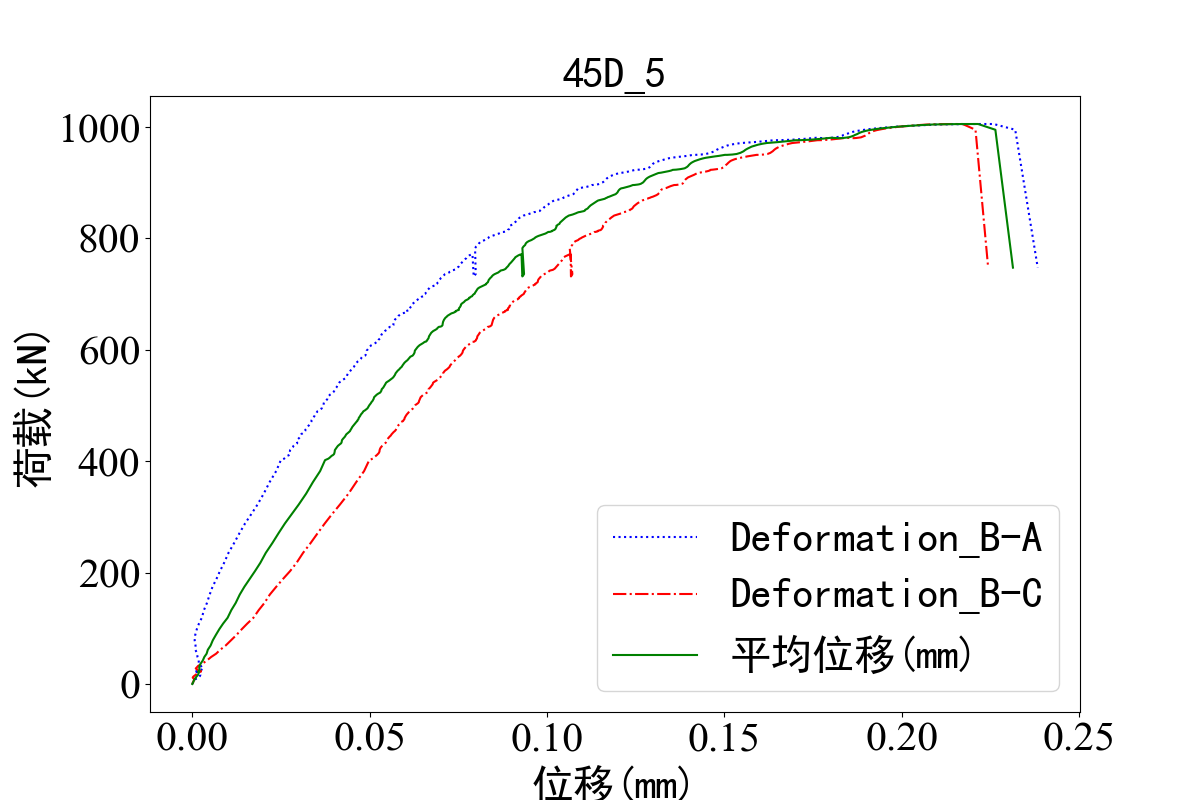 45D_5
荷载(kN)
1000
800
600
400
200
0
Deformation_B-A
Deformation_B-C
平均位移(mm)
0.00 0.05 0.10 0.15 0.20 0.25
位移(mm)